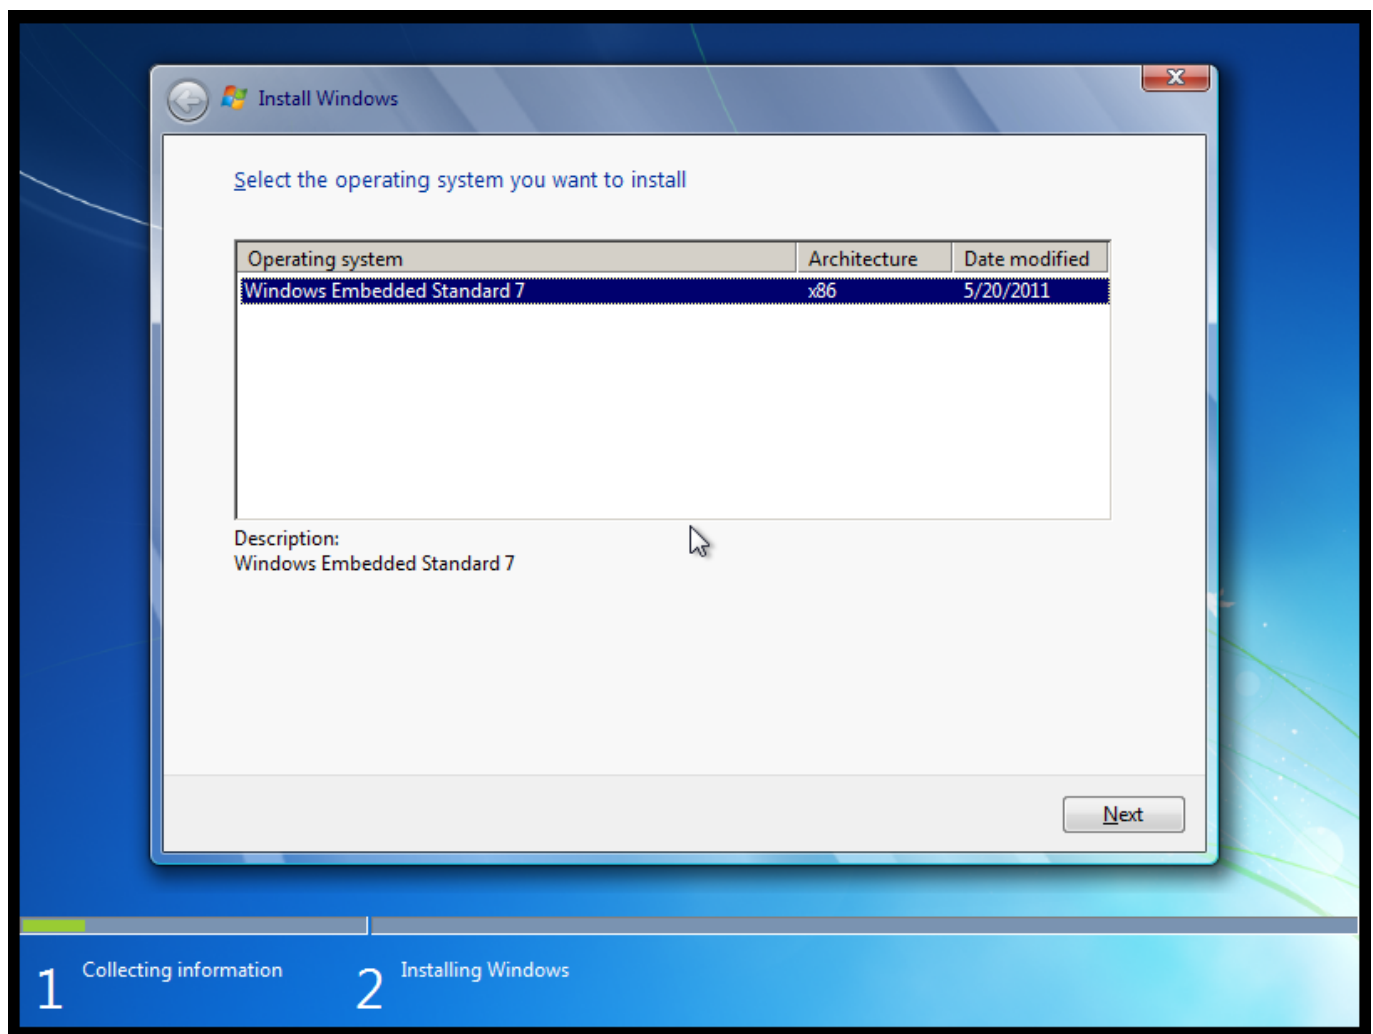 Install Windows
Select the operating system you want to install
Operating system Architecture Date modified
Windows Embedded Standard 7 x86 5/20/2011
Description:
Windows Embedded Standard 7
Next
1 Collecting information 2 Installing Windows